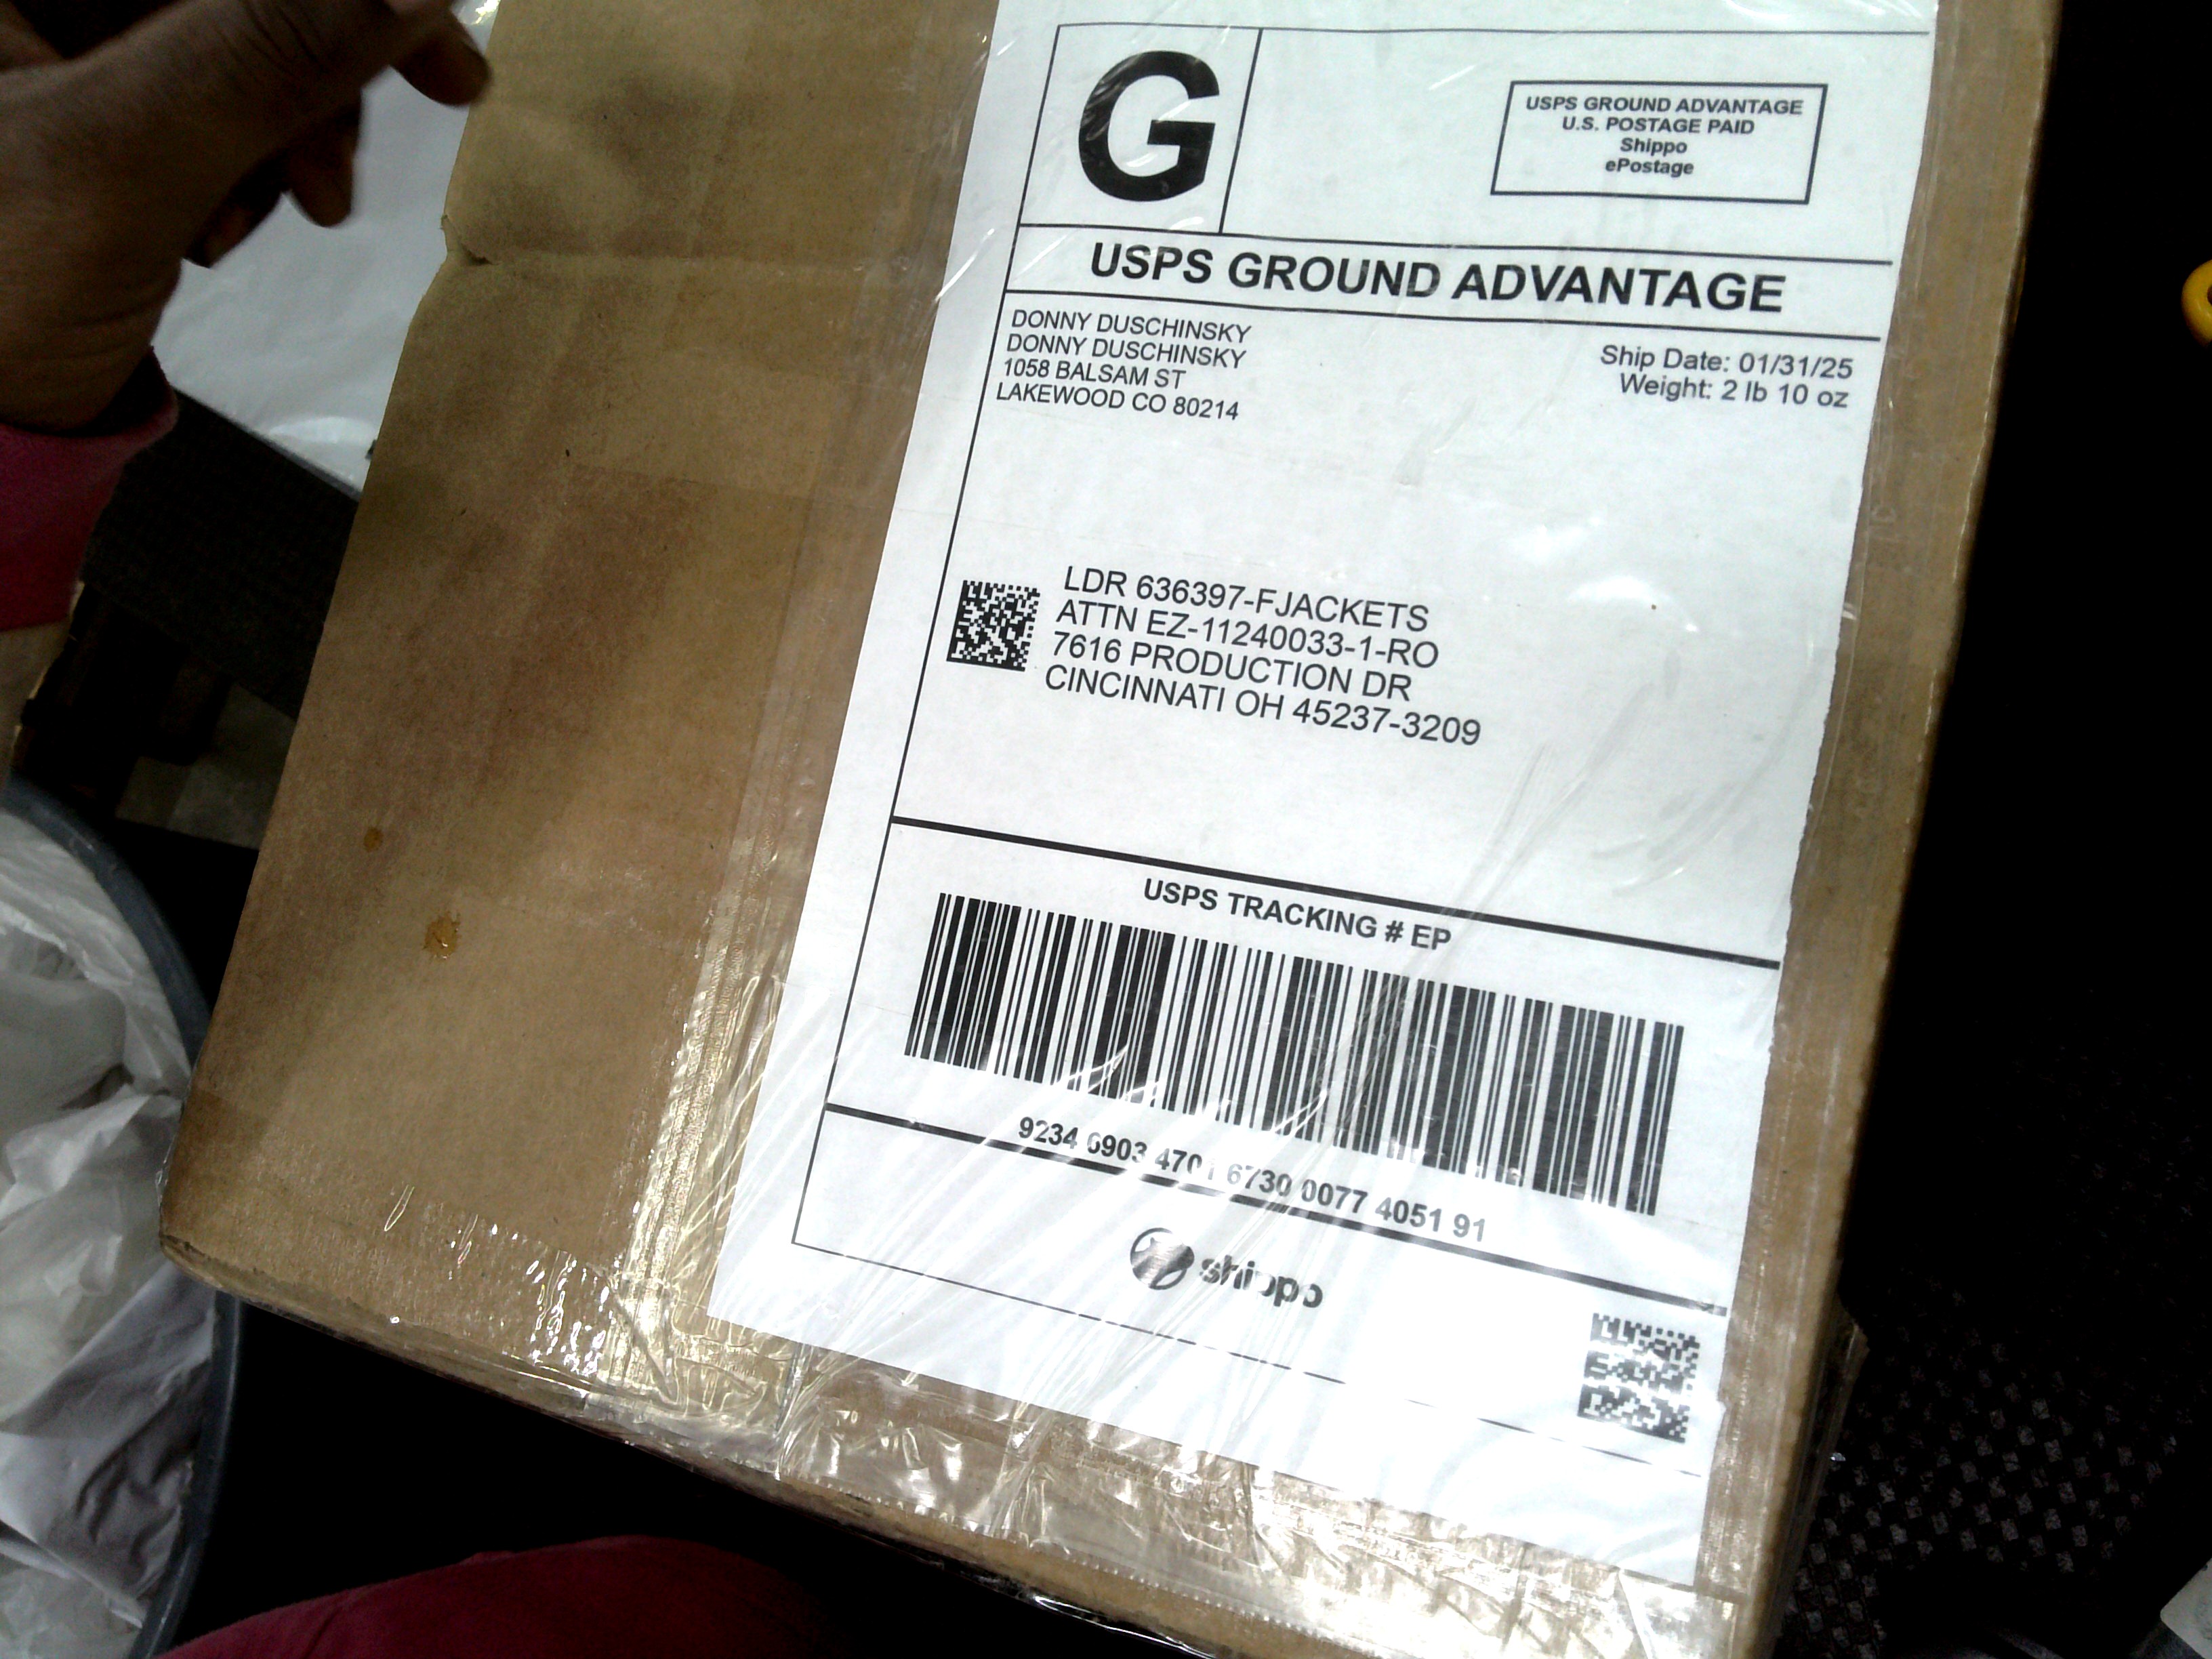 G
USPS GROUND ADVANTAGE
U.S. POSTAGE PAID
Shippo
ePostage
USPS GROUND ADVANTAGE
DONNY DUSCHINSKY
DONNY DUSCHINSKY
1058 BALSAM ST
LAKEWOOD CO 80214
Ship Date: 01/31/25
Weight: 2 lb 10 oz
LDR 636397-FJACKETS
ATTN EZ-11240033-1-RO
7616 PRODUCTION DR
CINCINNATI OH 45237-3209
USPS TRACKING # EP
9234 6903 4701 6730 0077 4051 91
shippo